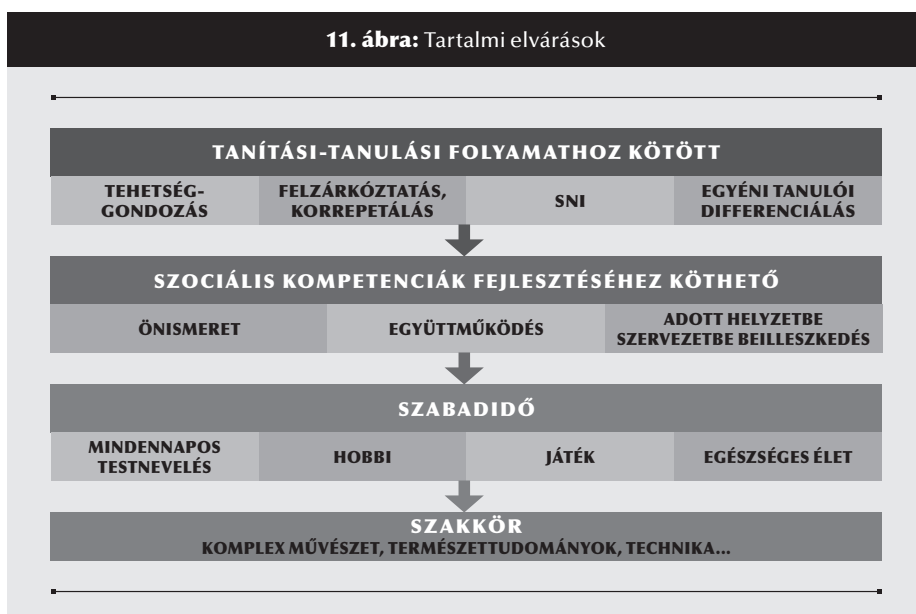 11. ábra: Tartalmi elvárások
TANÍTÁSI-TANULÁSI FOLYAMATHOZ KÖTÖTT
TEHETSÉG-
GONDOZÁS
FELZÁRKÓZTATÁS,
KORREPETÁLÁS
SNI
EGYÉNI TANULÓI
DIFFERENCIÁLÁS
SZOCIÁLIS KOMPETENCIÁK FEJLESZTÉSÉHEZ KÖTHETŐ
ÖNISMERET
EGYÜTTMŰKÖDÉS
ADOTT HELYZETBE
SZERVEZETBE BEILLESZKEDÉS
SZABADIDŐ
MINDENNAPOS
TESTNEVELÉS
HOBBI
JÁTÉK
EGÉSZSÉGES ÉLET
SZAKKÖR
KOMPLEX MŰVÉSZET, TERMÉSZETTUDOMÁNYOK, TECHNIKA...